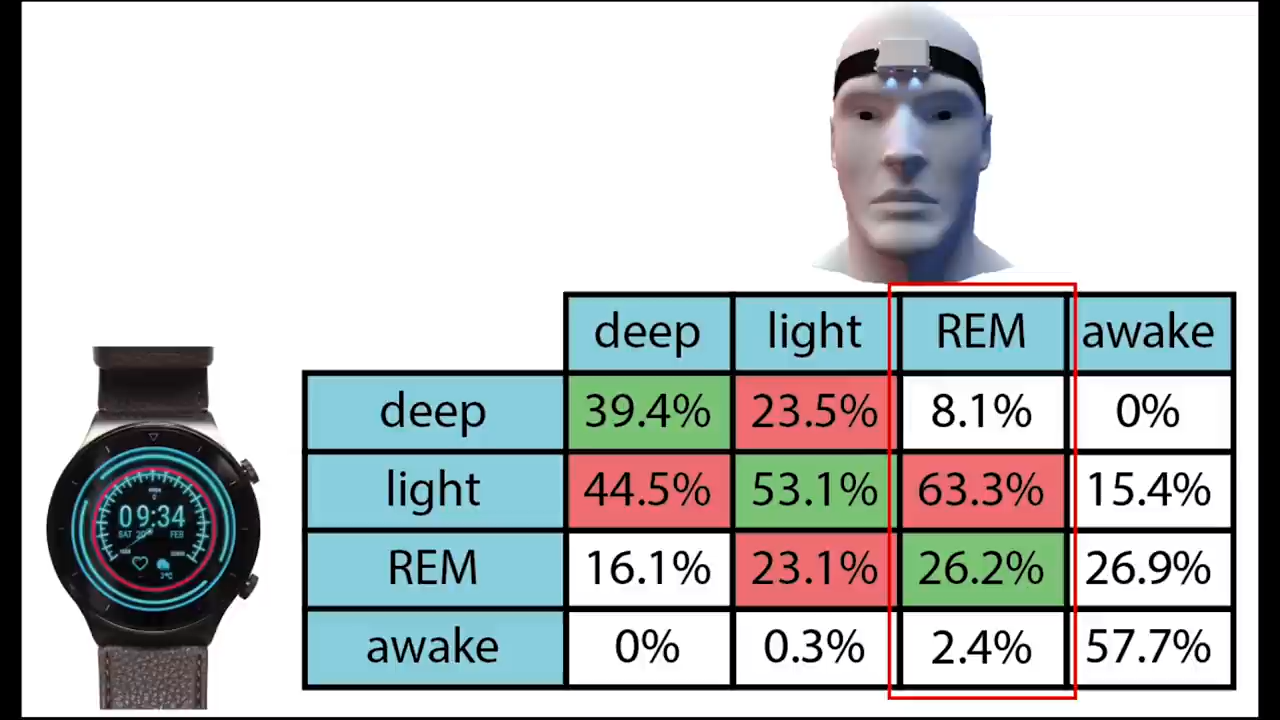 deep light REM awake
deep 39.4% 23.5% 8.1% 0%
light 44.5% 53.1% 63.3% 15.4%
REM 16.1% 23.1% 26.2% 26.9%
awake 0% 0.3% 2.4% 57.7%
09:34
SAT FEB